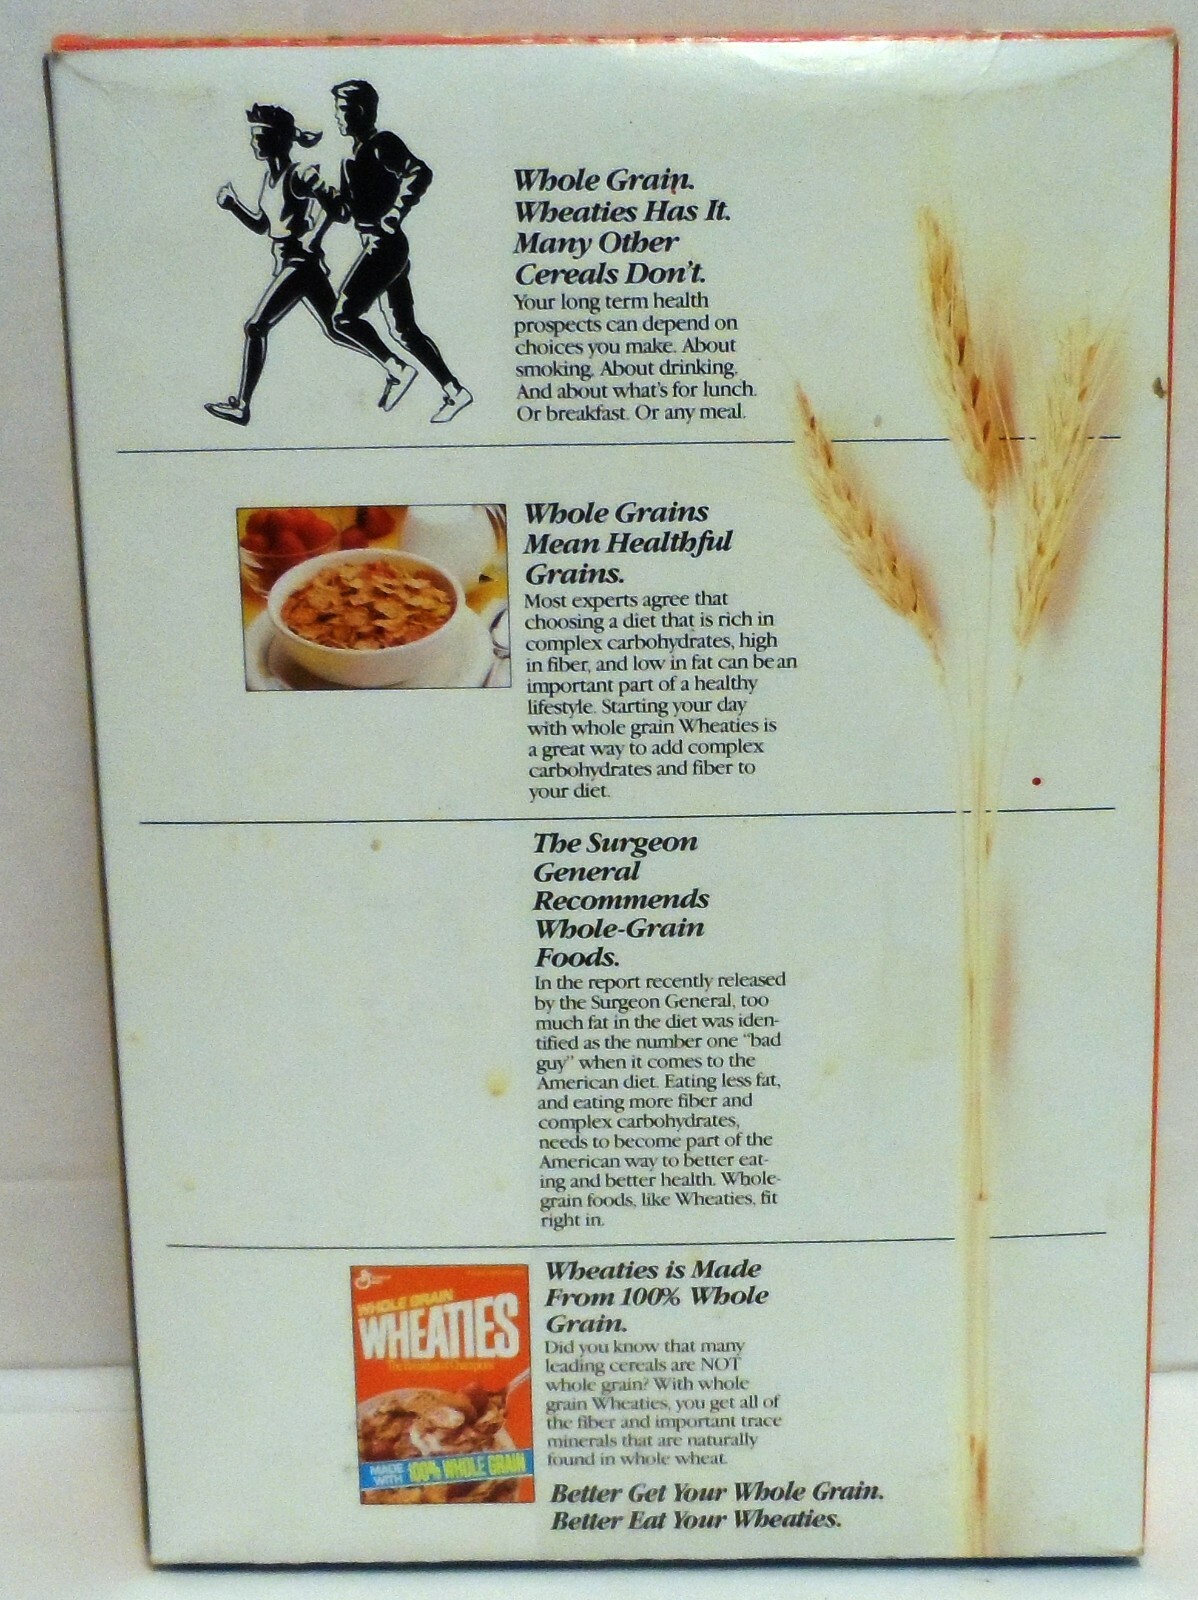 Whole Grain.
Wheaties Has It.
Many Other
Cereals Don't.
Your long term health
prospects can depend on
choices you make. About
smoking. About drinking.
And about what's for lunch.
Or breakfast. Or any meal.
Whole Grains
Mean Healthful
Grains.
Most experts agree that
choosing a diet that is rich in
complex carbohydrates, high
in fiber, and low in fat can be an
important part of a healthy
lifestyle. Starting your day
with whole grain Wheaties is
a great way to add complex
carbohydrates and fiber to
your diet.
The Surgeon
General
Recommends
Whole-Grain
Foods.
In the report recently released
by the Surgeon General, too
much fat in the diet was iden-
tified as the number one "bad
guy" when it comes to the
American diet. Eating less fat,
and eating more fiber and
complex carbohydrates,
needs to become part of the
American way to better eat-
ing and better health. Whole-
grain foods, like Wheaties, fit
right in.
WHOLE GRAIN
WHEATIES
The Breakfast of Champions
MADE
WITH 100% WHOLE GRAIN
Wheaties is Made
From 100% Whole
Grain.
Did you know that many
leading cereals are NOT
whole grain? With whole
grain Wheaties, you get all of
the fiber and important trace
minerals that are naturally
found in whole wheat.
Better Get Your Whole Grain.
Better Eat Your Wheaties.